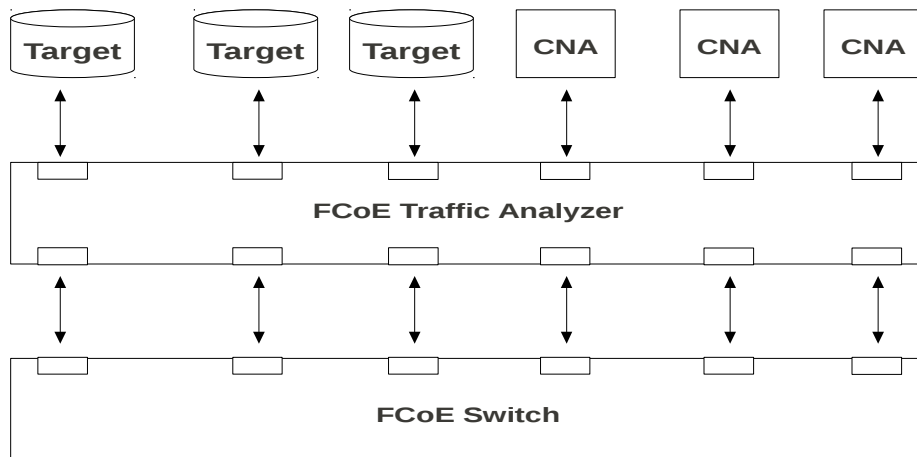 Target
Target
Target
CNA
CNA
CNA
FCoE Traffic Analyzer
FCoE Switch